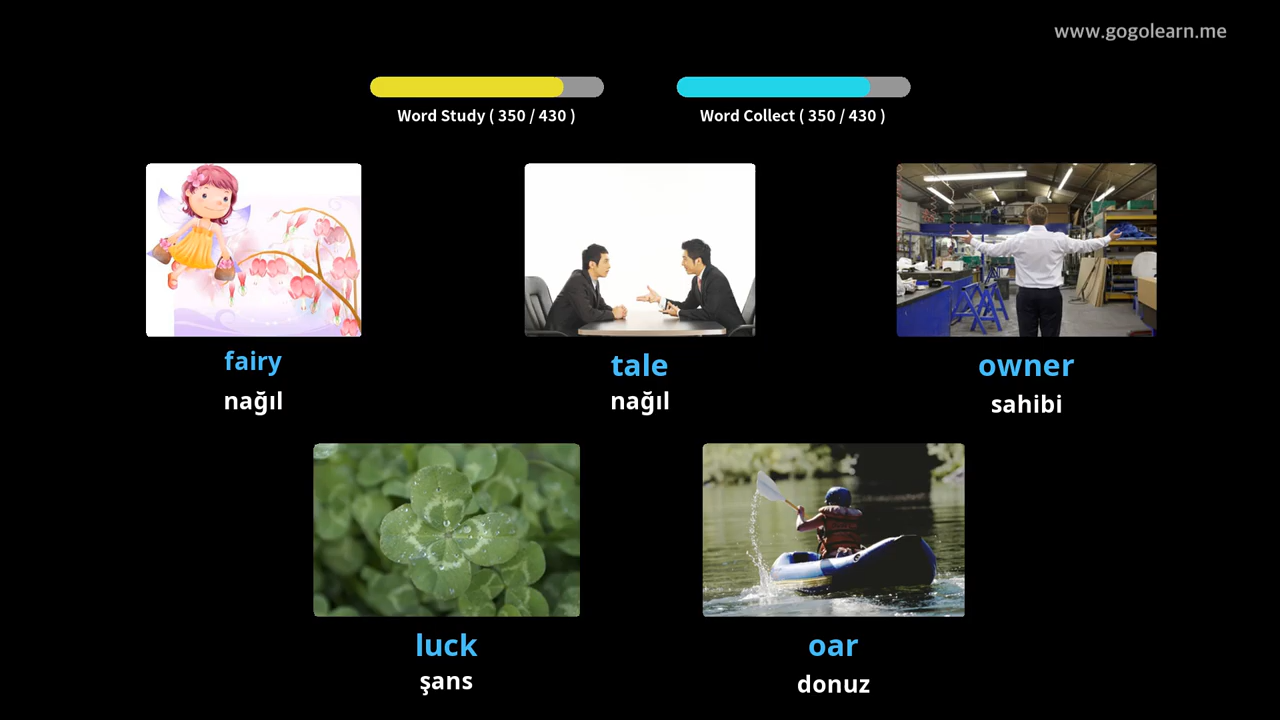 www.gogolearn.me
Word Study ( 350 / 430 )
Word Collect ( 350 / 430 )
fairy
nağıl
tale
nağıl
owner
sahibi
luck
şans
oar
donuz